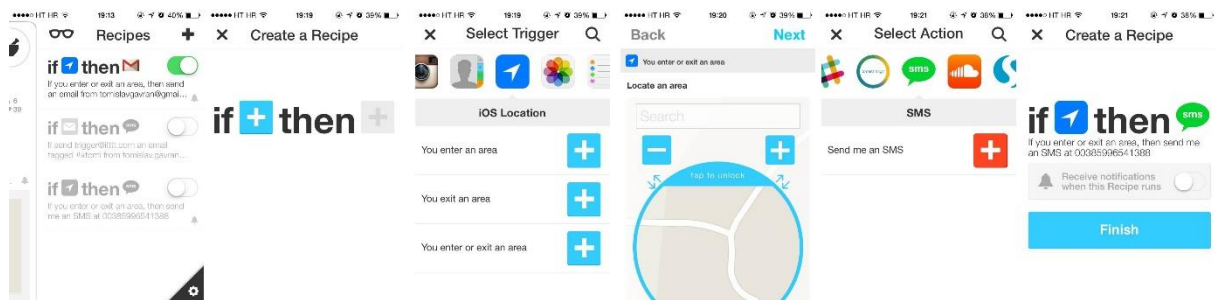 HT HR 19:13 40%
Recipes
if then
If you enter or exit an area, then send
an email from tomislavgavran@gmai...
if then
If send trigger@ifttt.com an email
tagged #atomi from tomislav.gavran...
if then
If you enter or exit an area, then send
me an SMS at 00385996541388
HT HR 19:19 39%
Create a Recipe
if then
HT HR 19:19 39%
Select Trigger
iOS Location
You enter an area
You exit an area
You enter or exit an area
HT HR 19:20 39%
Back Next
You enter or exit an area
Locate an area
Search
tap to unlock
HT HR 19:21 38%
Select Action
sms
SMS
Send me an SMS
HT HR 19:21 38%
Create a Recipe
if then sms
If you enter or exit an area, then send me
an SMS at 00385996541388
Receive notifications
when this Recipe runs
Finish